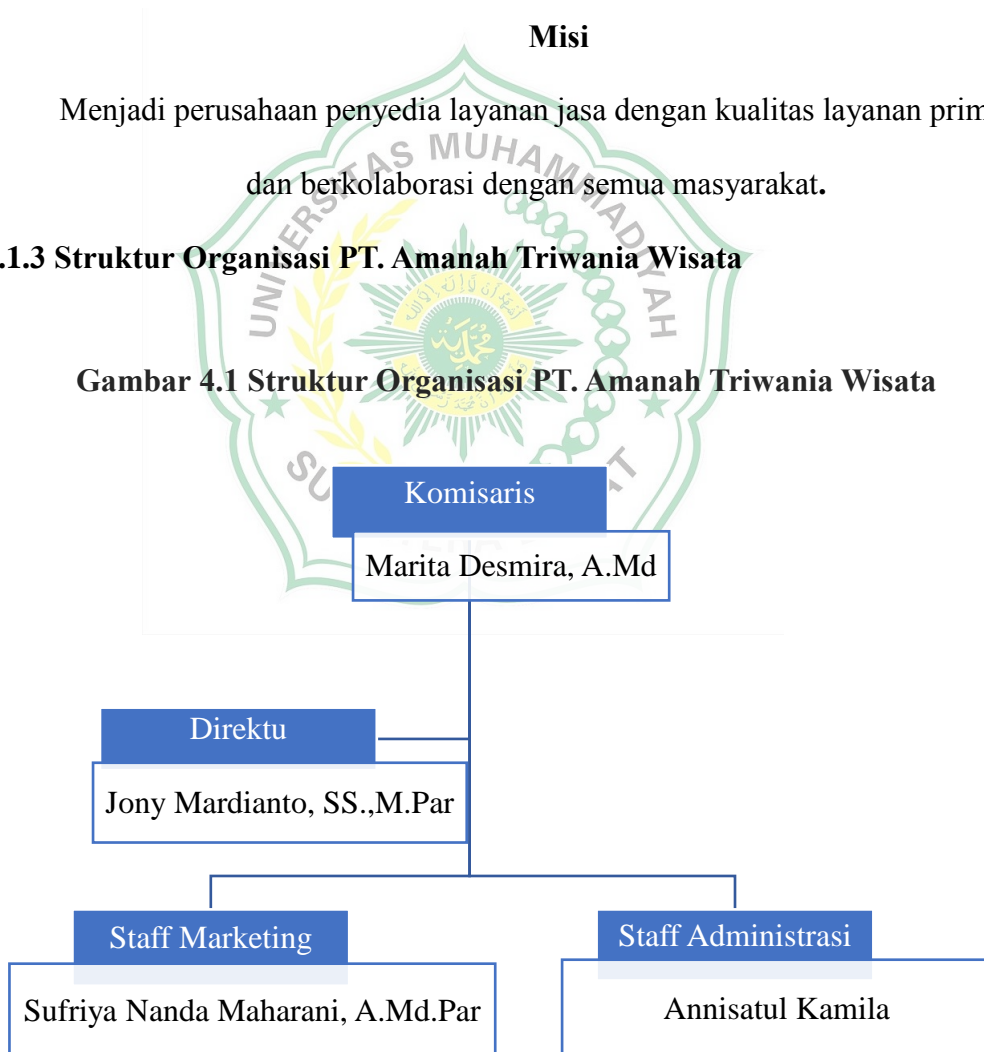 Misi
Menjadi perusahaan penyedia layanan jasa dengan kualitas layanan prim
dan berkolaborasi dengan semua masyarakat.
.1.3 Struktur Organisasi PT. Amanah Triwania Wisata
Gambar 4.1 Struktur Organisasi PT. Amanah Triwania Wisata
UNIVERSITAS MUHAMMADIYAH
Komisaris
Marita Desmira, A.Md
Direktu
Jony Mardianto, SS.,M.Par
Staff Marketing
Sufriya Nanda Maharani, A.Md.Par
Staff Administrasi
Annisatul Kamila